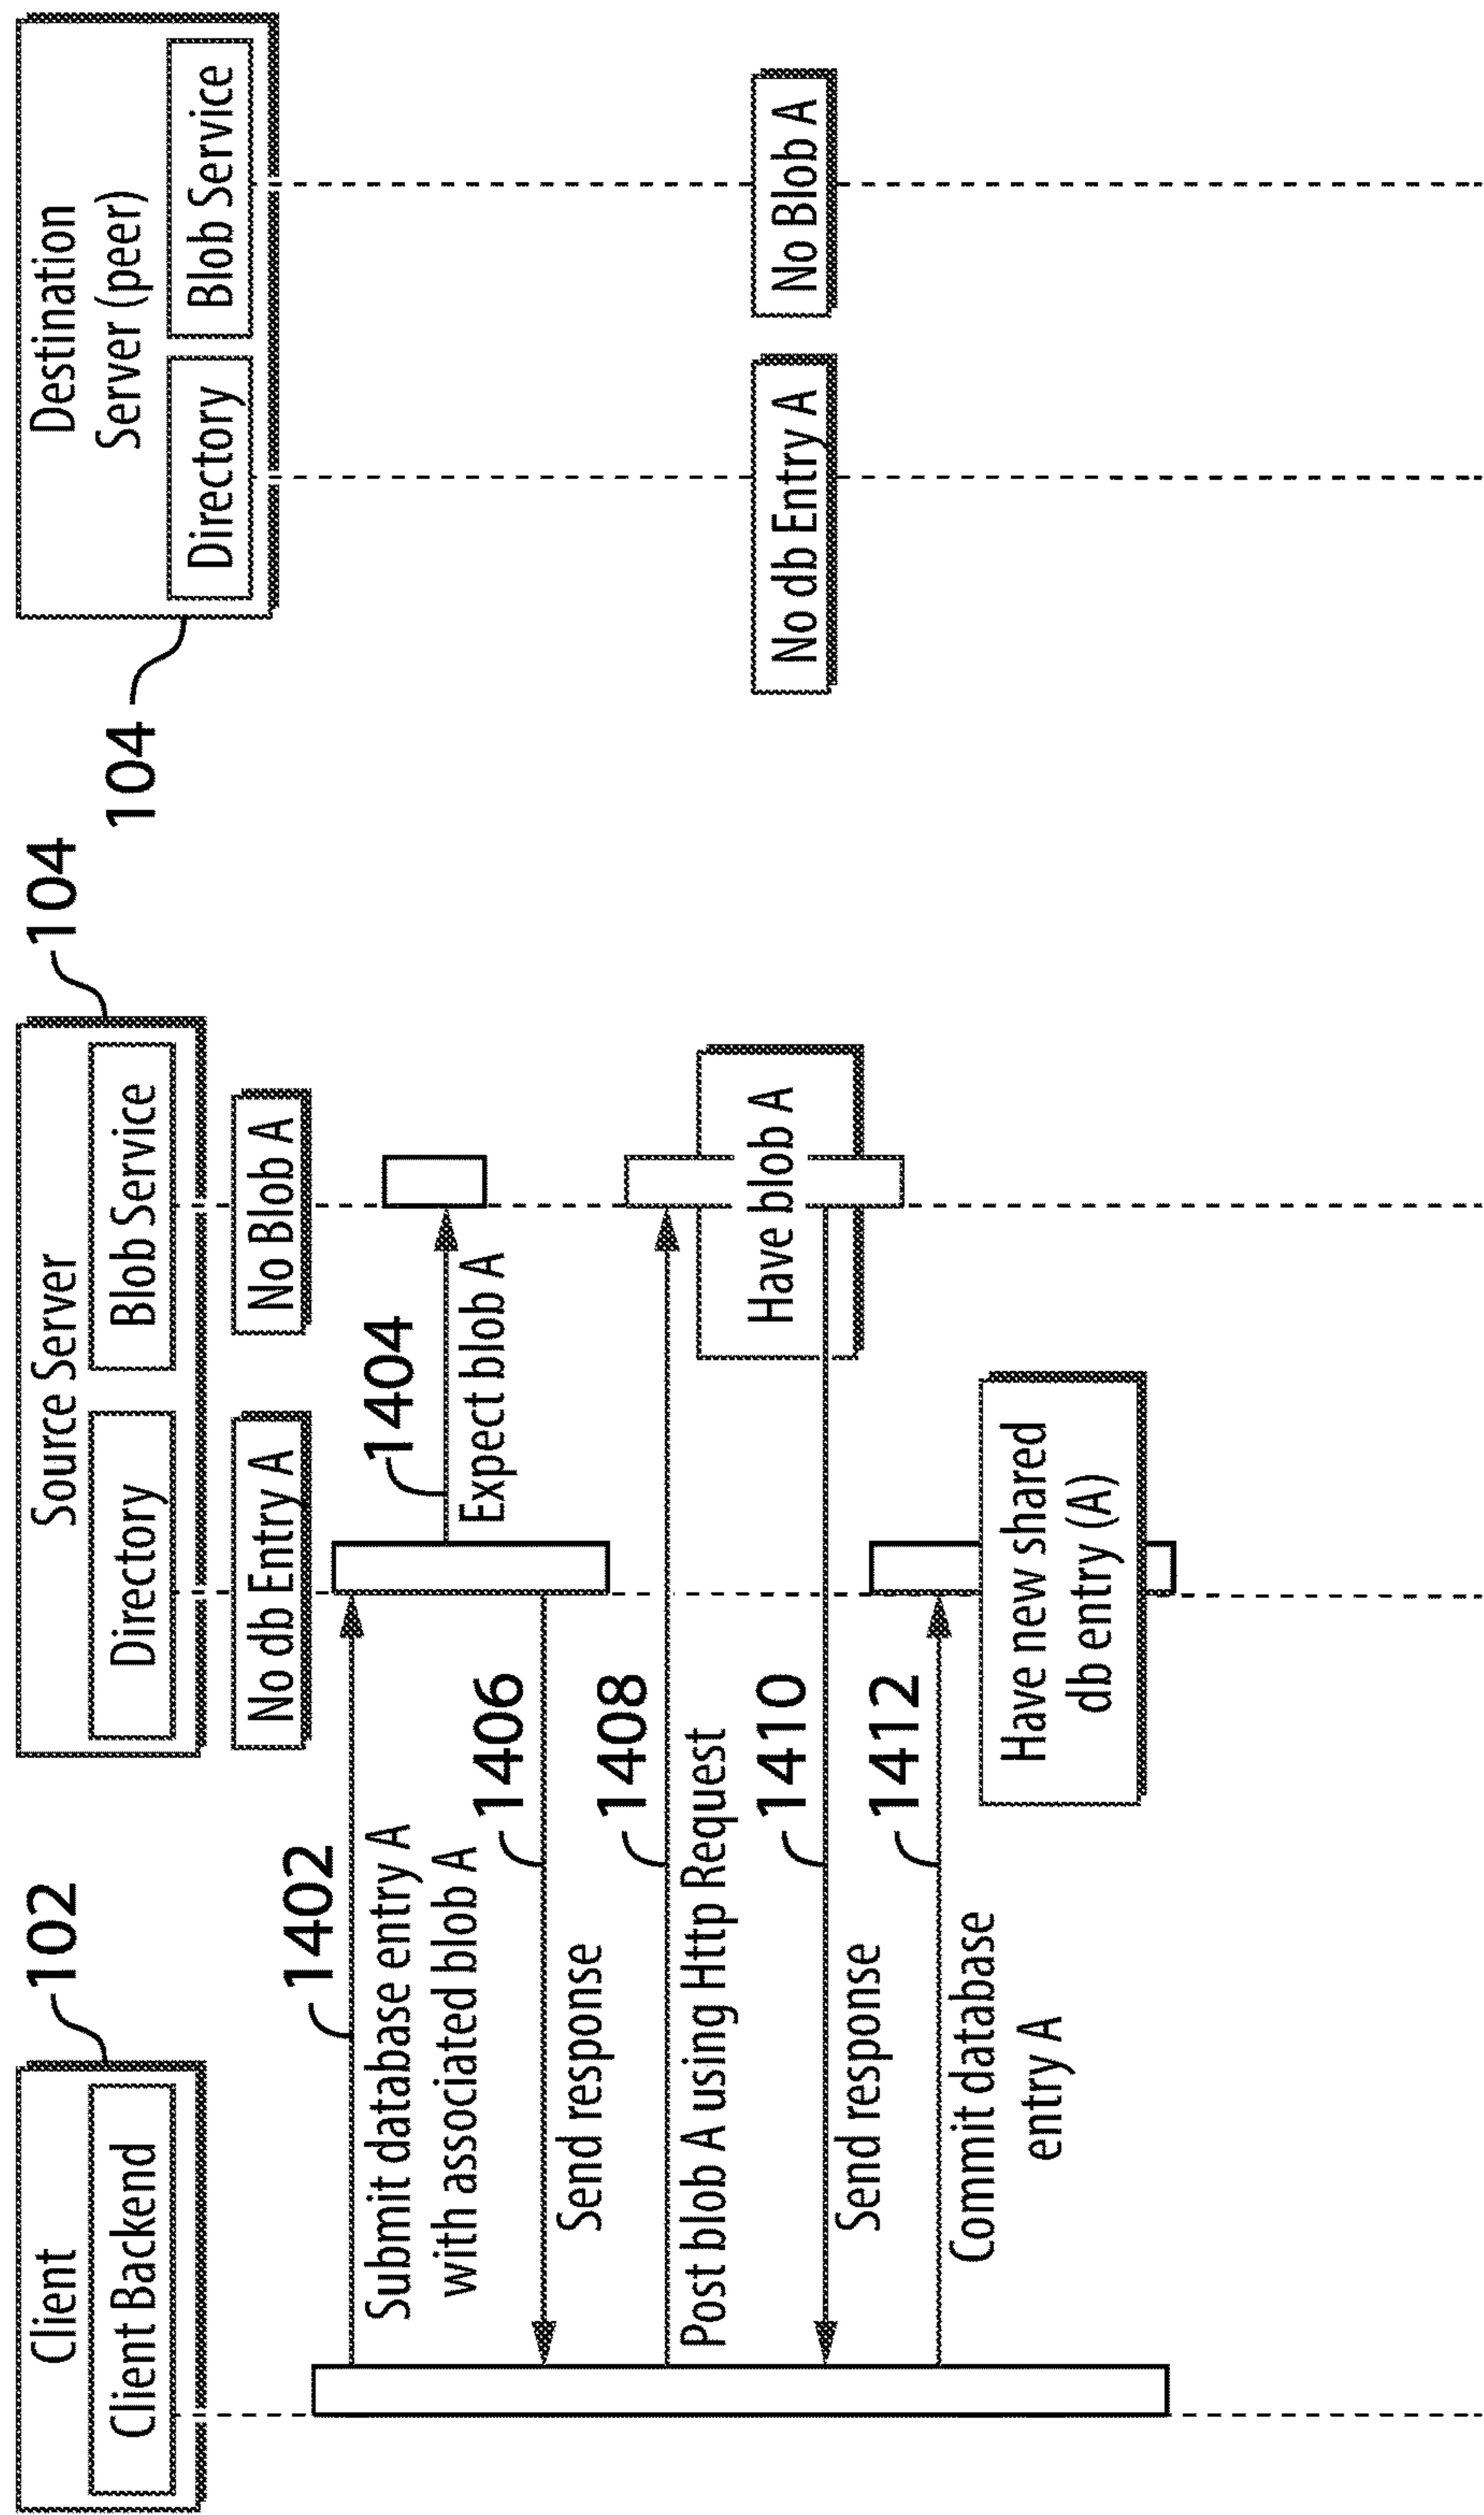 Client
Client Backend
102
Source Server
Directory
Blob Service
104
Destination
Server (peer)
Directory
Blob Service
104
No db Entry A
No Blob A
1402
Submit database entry A
with associated blob A
1404
Expect blob A
1406
Send response
1408
Post blob A using Http Request
Have blob A
No db Entry A
No Blob A
1410
Send response
1412
Commit database
entry A
Have new shared
db entry (A)